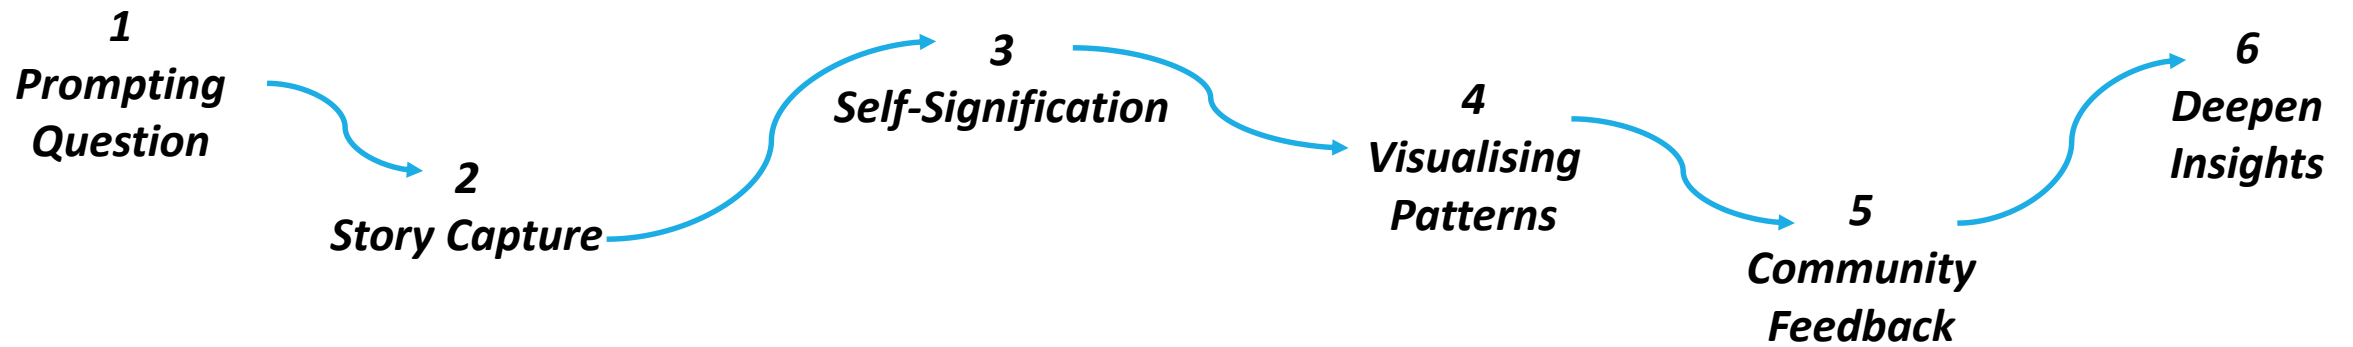 1
Prompting
Question
2
Story Capture
3
Self-Signification
4
Visualising
Patterns
5
Community
Feedback
6
Deepen
Insights